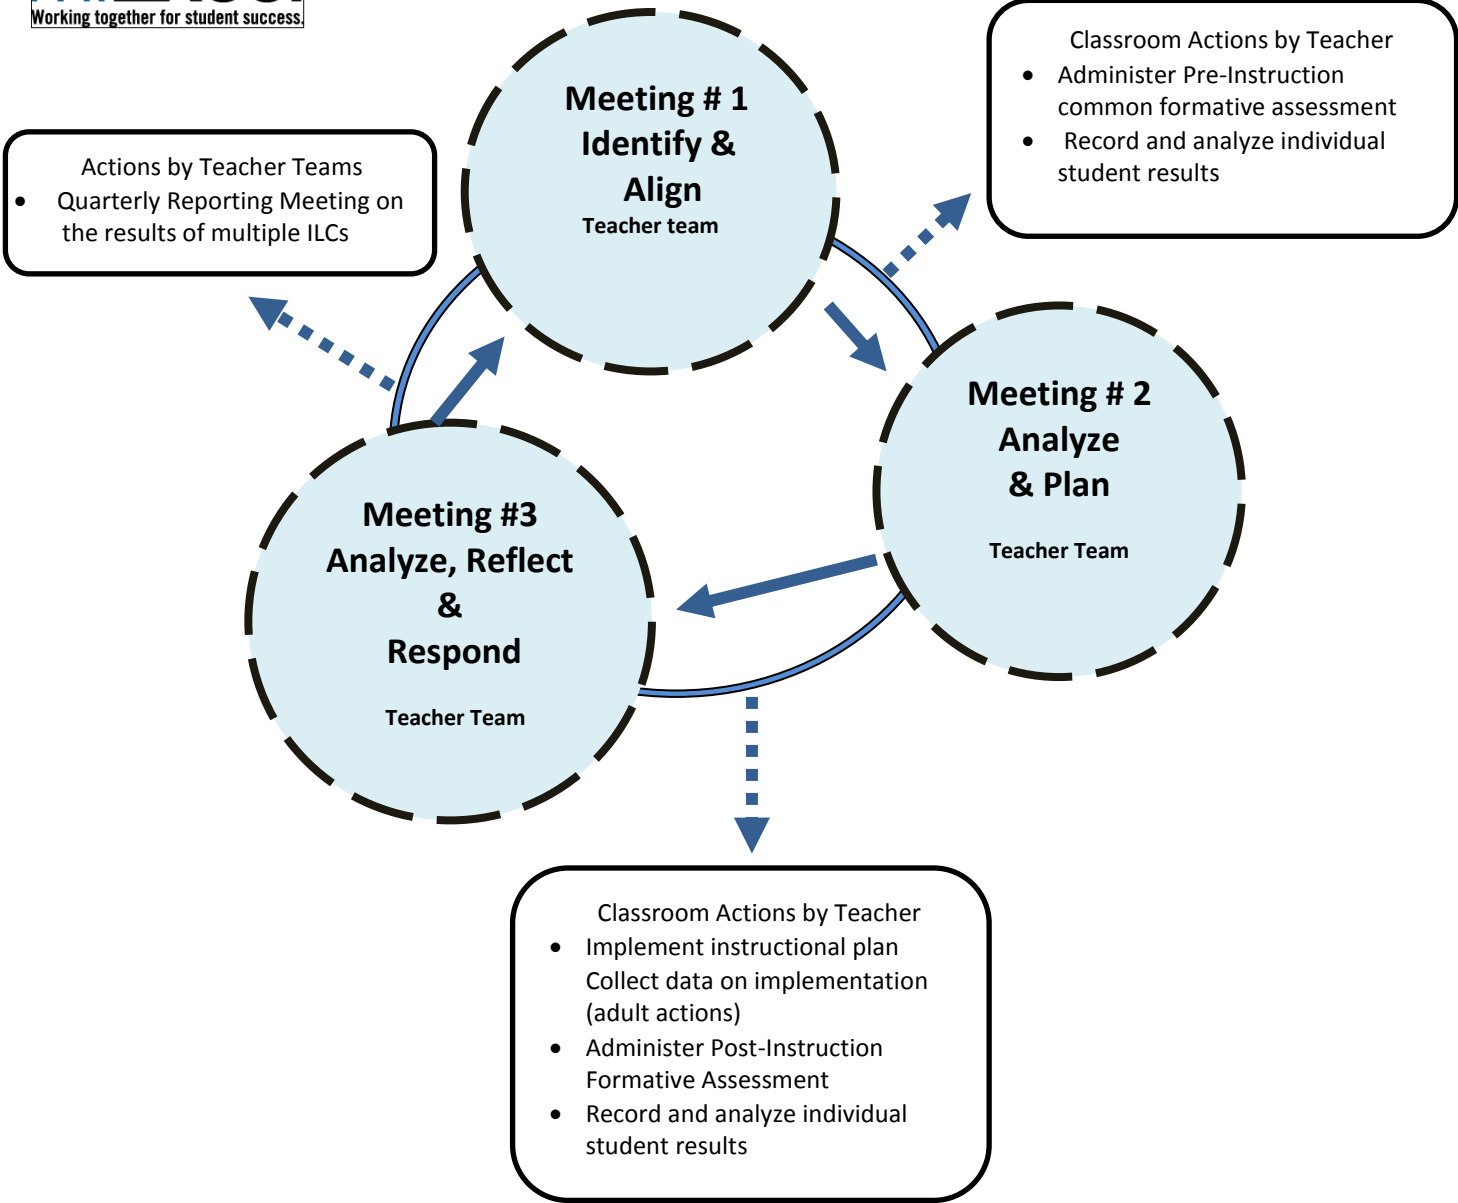 Working together for student success.
Meeting # 1
Identify &
Align
Teacher team
Classroom Actions by Teacher
• Administer Pre-Instruction
common formative assessment
• Record and analyze individual
student results
Actions by Teacher Teams
• Quarterly Reporting Meeting on
the results of multiple ILCs
Meeting # 2
Analyze
& Plan
Teacher Team
Meeting #3
Analyze, Reflect
&
Respond
Teacher Team
Classroom Actions by Teacher
• Implement instructional plan
Collect data on implementation
(adult actions)
• Administer Post-Instruction
Formative Assessment
• Record and analyze individual
student results